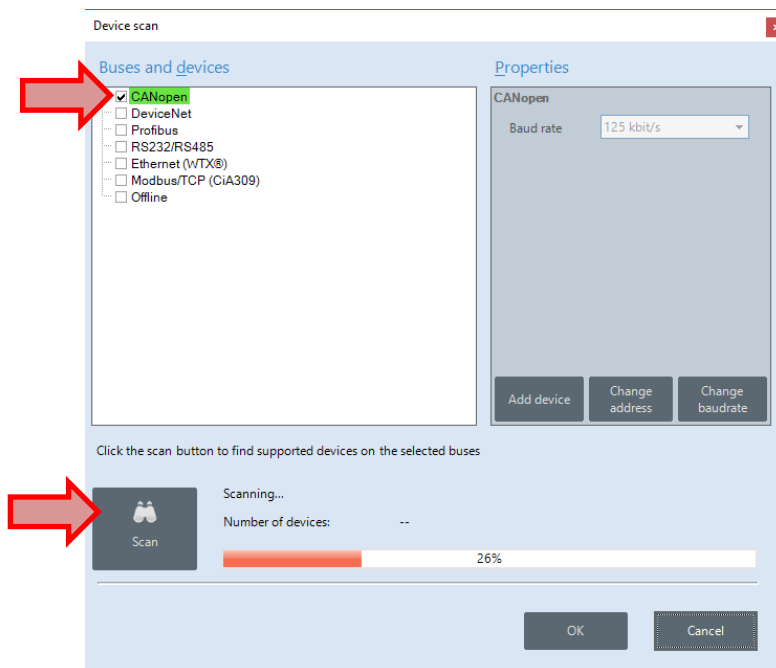 Device scan
Buses and devices
CANopen
DeviceNet
Profibus
RS232/RS485
Ethernet (WTX®)
Modbus/TCP (CiA309)
Offline
Properties
CANopen
Baud rate 125 kbit/s
Add device
Change
address
Change
baudrate
Click the scan button to find supported devices on the selected buses
Scan
Scanning...
Number of devices: --
26%
OK
Cancel